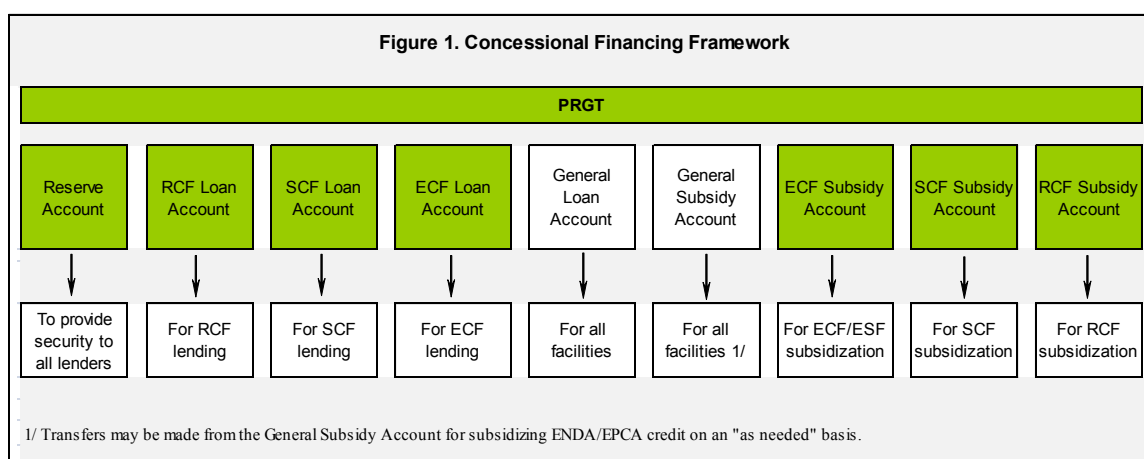 Figure 1. Concessional Financing Framework
PRGT
Reserve
Account
RCF Loan
Account
SCF Loan
Account
ECF Loan
Account
General
Loan
Account
General
Subsidy
Account
ECF Subsidy
Account
SCF Subsidy
Account
RCF Subsidy
Account
To provide
security to
all lenders
For RCF
lending
For SCF
lending
For ECF
lending
For all
facilities
For all
facilities 1/
For ECF/ESF
subsidization
For SCF
subsidization
For RCF
subsidization
1/ Transfers may be made from the General Subsidy Account for subsidizing ENDA/EPCA credit on an "as needed" basis.